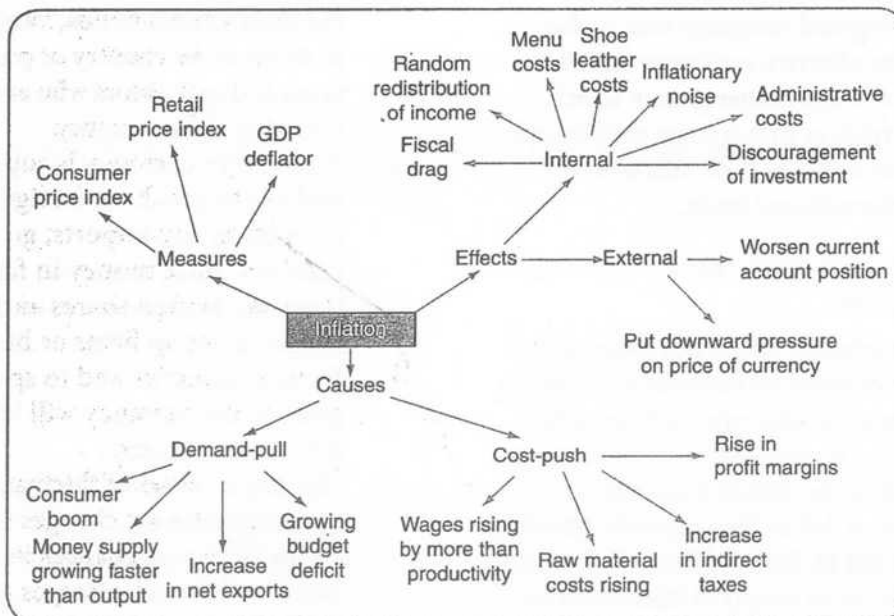 Menu
costs
Shoe
leather
costs
Random
redistribution
of income
Inflationary
noise
Administrative
costs
Retail
price index
GDP
deflator
Fiscal
drag
Internal
Discouragement
of investment
Consumer
price index
Measures
Effects
External
Worsen current
account position
Inflation
Put downward pressure
on price of currency
Causes
Demand-pull
Cost-push
Rise in
profit margins
Consumer
boom
Money supply
growing faster
than output
Increase
in net exports
Growing
budget
deficit
Wages rising
by more than
productivity
Raw material
costs rising
Increase
in indirect
taxes